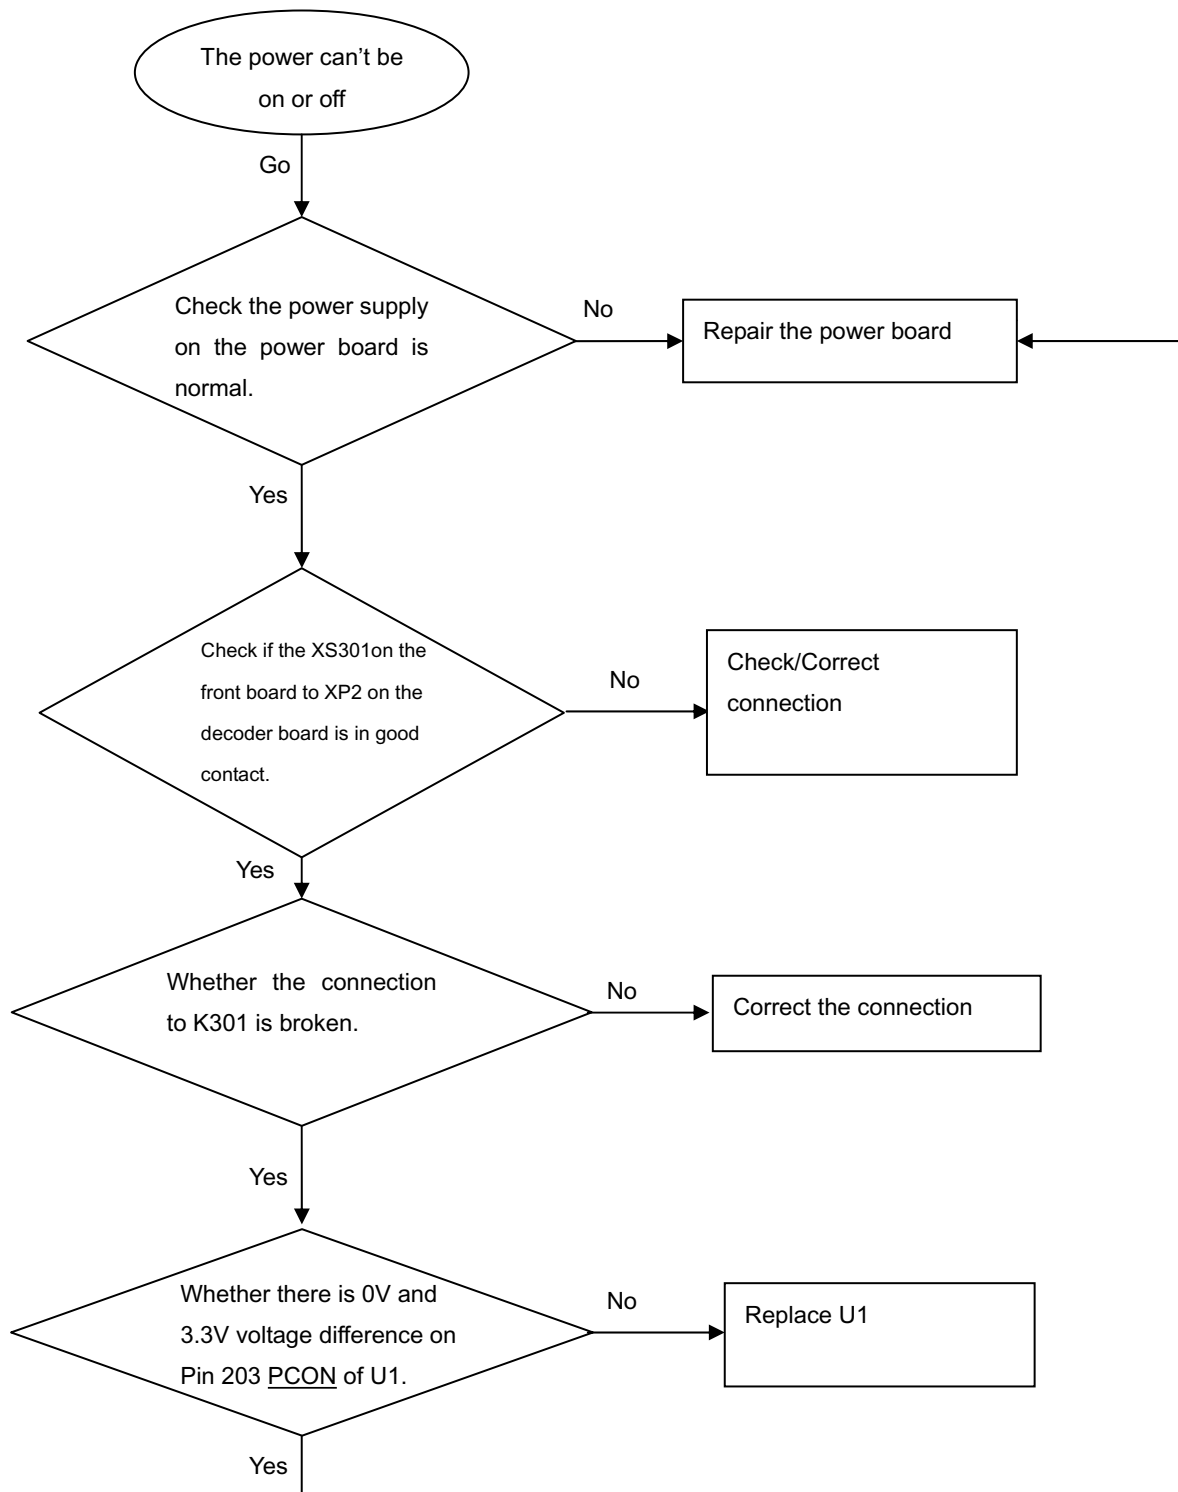 The power can't be
on or off
Go
Check the power supply
on the power board is
normal.
No
Repair the power board
Yes
Check if the XS301on the
front board to XP2 on the
decoder board is in good
contact.
No
Check/Correct
connection
Yes
Whether the connection
to K301 is broken.
No
Correct the connection
Yes
Whether there is 0V and
3.3V voltage difference on
Pin 203 PCON of U1.
No
Replace U1
Yes